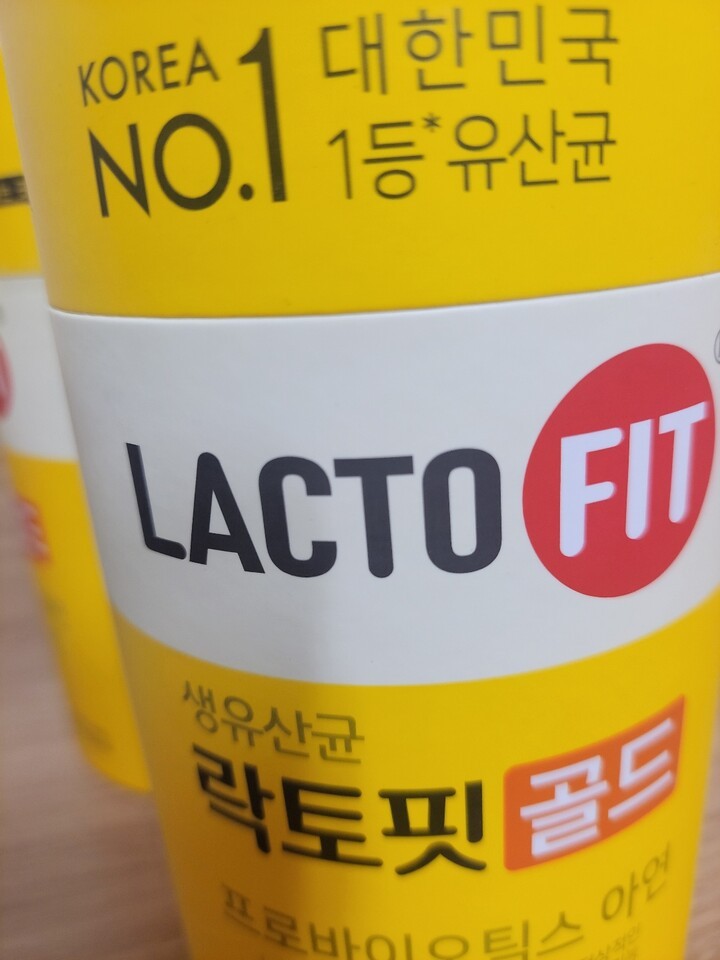 KOREA
NO.1
대한민국
1등* 유산균
LACTO FIT
생유산균
락토핏 골드
프로바이오틱스 아연